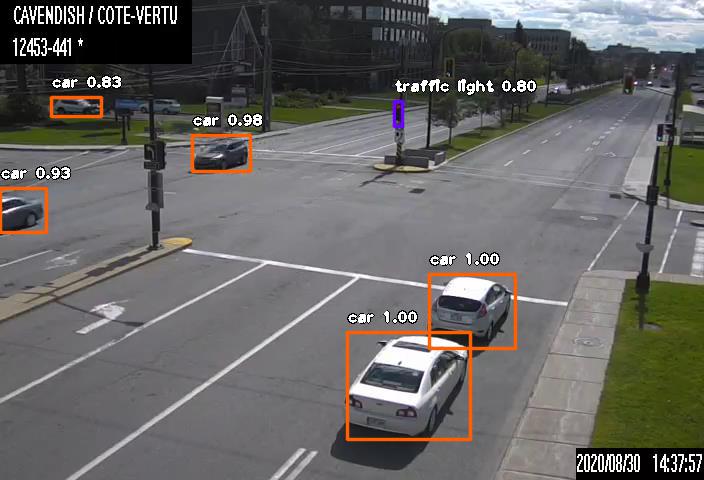 CAVENDISH / COTE-VERTU
12453-441 *
car 0.83
traffic light 0.80
car 0.98
car 0.93
car 1.00
car 1.00
2020/08/30 14:37:57